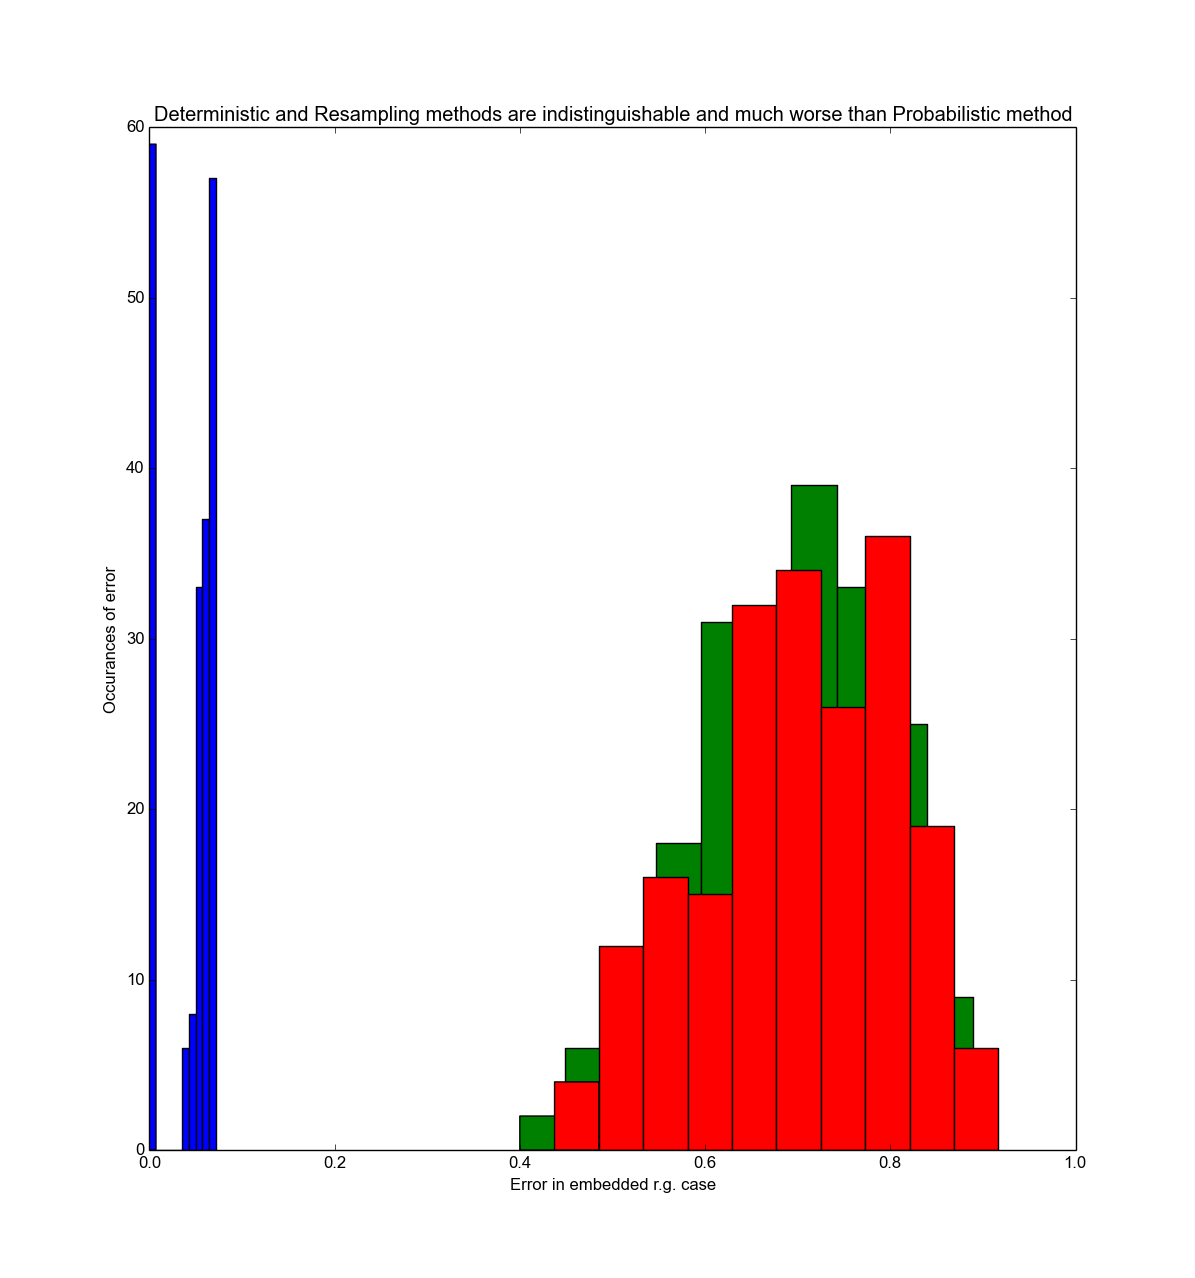 Deterministic and Resampling methods are indistinguishable and much worse than Probabilistic method
60
50
40
30
20
10
0
Occurances of error
0.0 0.2 0.4 0.6 0.8 1.0
Error in embedded r.g. case